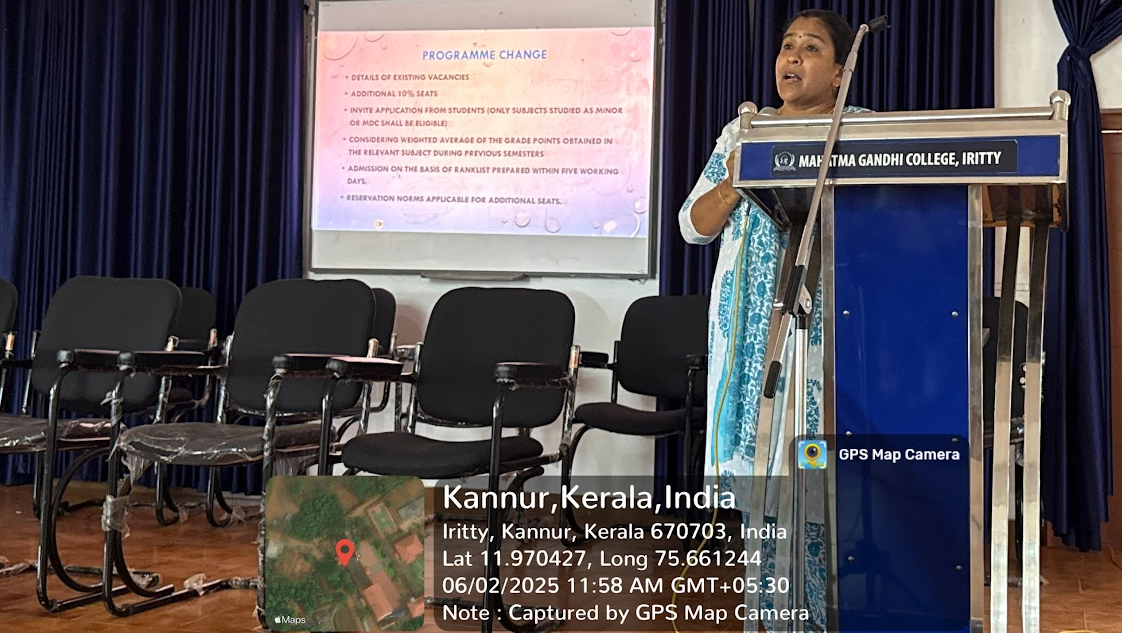 PROGRAMME CHANGE
• DETAILS OF EXISTING VACANCIES
• ADDITIONAL 10% SEATS
• INVITE APPLICATION FROM STUDENTS (ONLY SUBJECTS STUDIED AS MINOR
OR MDC SHALL BE ELIGIBLE)
• CONSIDERING WEIGHTED AVERAGE OF THE GRADE POINTS OBTAINED IN
THE RELEVANT SUBJECT DURING PREVIOUS SEMESTERS
• ADMISSION ON THE BASIS OF RANKLIST PREPARED WITHIN FIVE WORKING
DAYS.
• RESERVATION NORMS APPLICABLE FOR ADDITIONAL SEATS.
MAHATMA GANDHI COLLEGE, IRITTY
GPS Map Camera
Kannur,Kerala,India
Iritty, Kannur, Kerala 670703, India
Lat 11.970427, Long 75.661244
06/02/2025 11:58 AM GMT+05:30
Note : Captured by GPS Map Camera
Maps